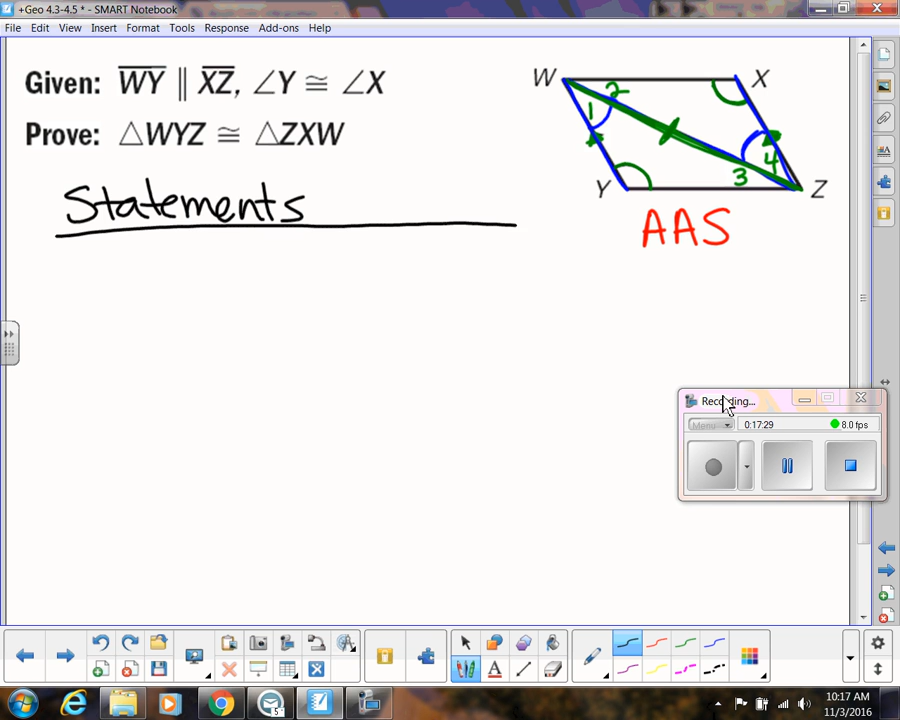 +Geo 4.3-4.5 * - SMART Notebook
File Edit View Insert Format Tools Response Add-ons Help
Given: WY ∥ XZ, ∠Y ≅ ∠X
Prove: △WYZ ≅ △ZXW
Statements
W X
1 2
3 4
Y Z
AAS
Recording...
Menu 0:17:29 8.0 fps
A
5
10:17 AM
11/3/2016